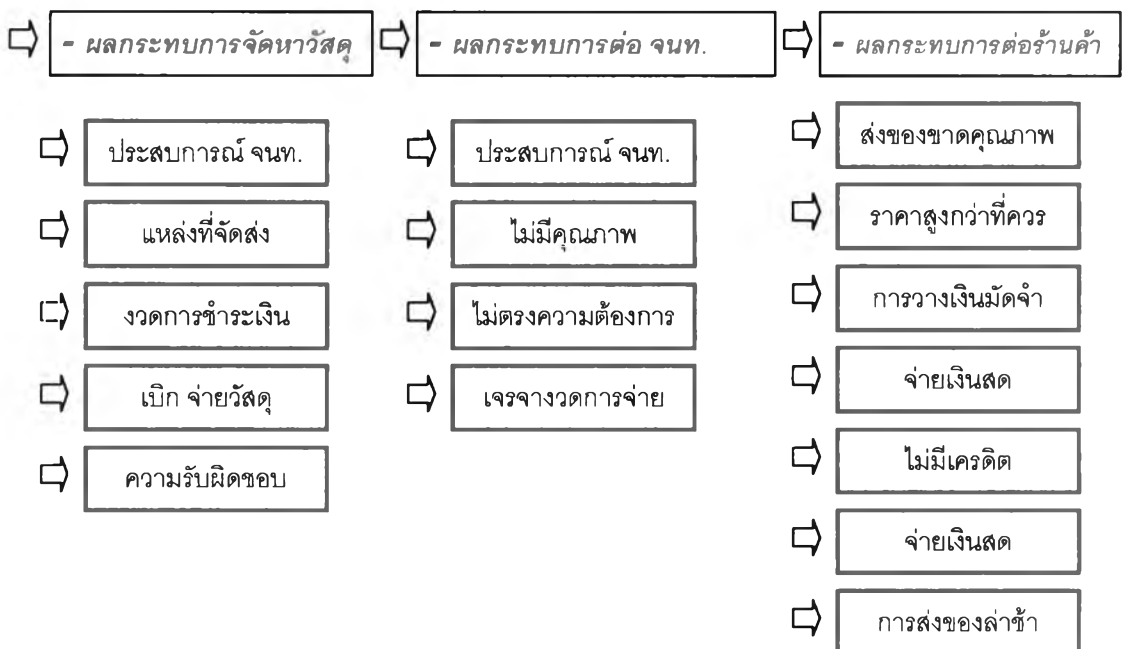 - ผลกระทบการจัดหาวัสดุ
- ผลกระทบการต่อ จนท.
- ผลกระทบการต่อร้านค้า
ประสบการณ์ จนท.
แหล่งที่จัดส่ง
งวดการชำระเงิน
เบิก จ่ายวัสดุ
ความรับผิดชอบ
ประสบการณ์ จนท.
ไม่มีคุณภาพ
ไม่ตรงความต้องการ
เจรจางวดการจ่าย
ส่งของขาดคุณภาพ
ราคาสูงกว่าที่ควร
การวางเงินมัดจำ
จ่ายเงินสด
ไม่มีเครดิต
จ่ายเงินสด
การส่งของล่าช้า